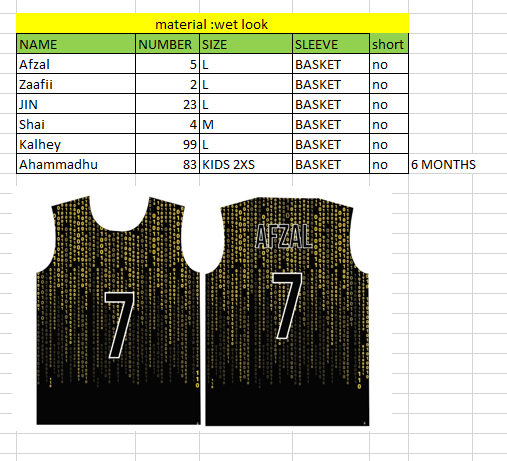 material :wet look
NAME NUMBER SIZE SLEEVE short
Afzal 5 L BASKET no
Zaafii 2 L BASKET no
JIN 23 L BASKET no
Shai 4 M BASKET no
Kalhey 99 L BASKET no
Ahammadhu 83 KIDS 2XS BASKET no 6 MONTHS
AFZAL
7
7